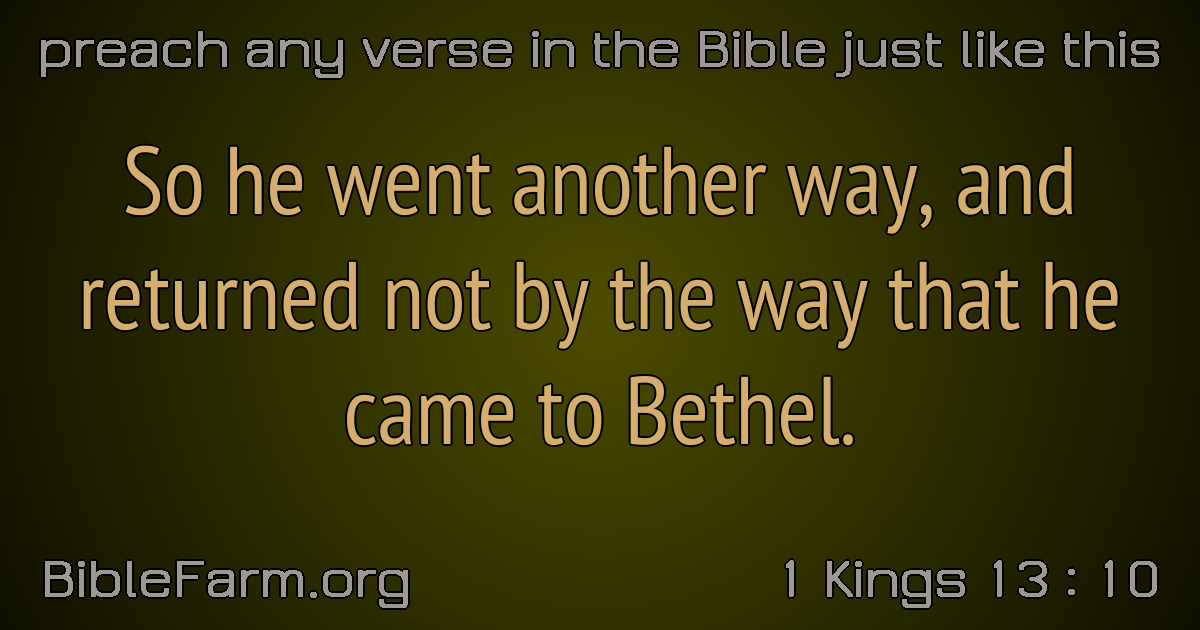 preach any verse in the Bible just like this
So he went another way, and
returned not by the way that he
came to Bethel.
BibleFarm.org
1 Kings 13 : 10